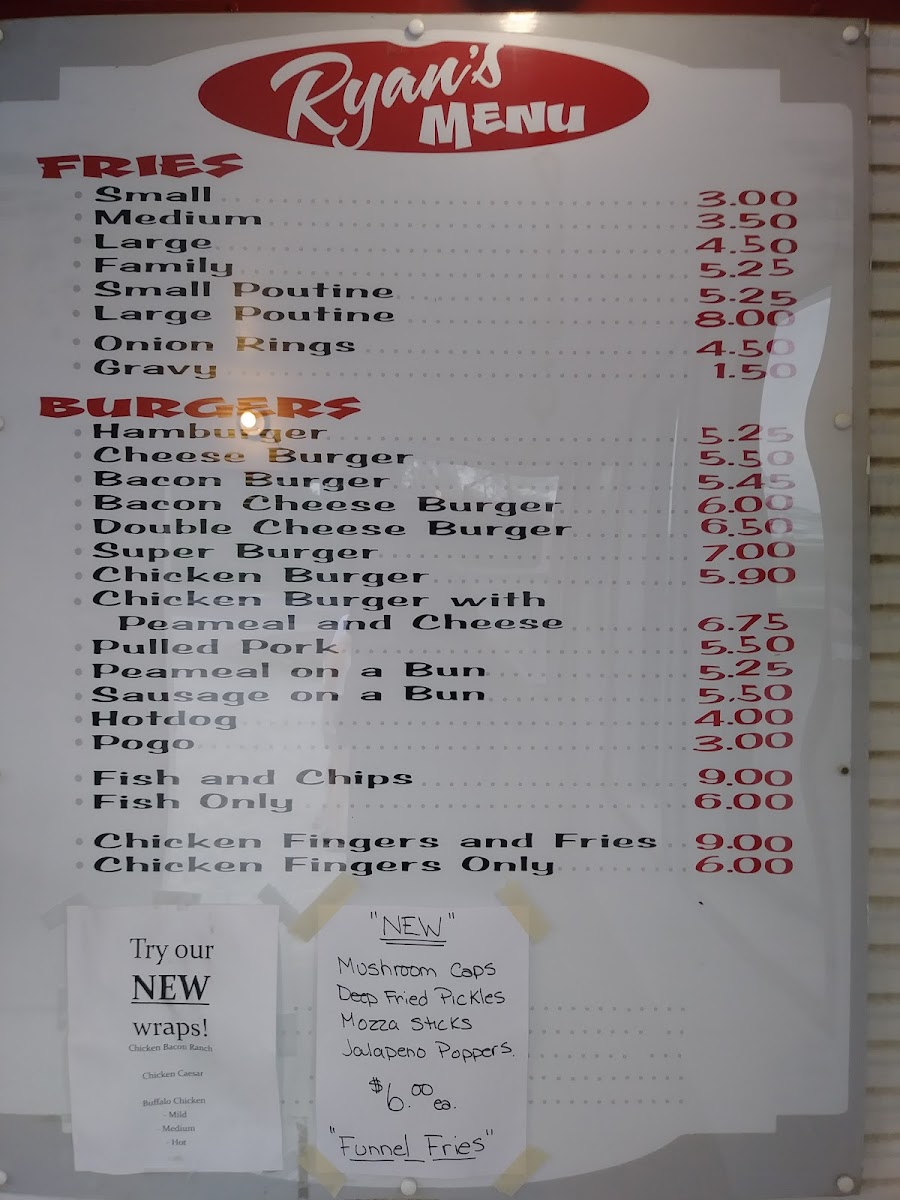 Ryan's
MENU
FRIES
• Small 3.00
• Medium 3.50
• Large 4.50
• Family 5.25
• Small Poutine 5.25
• Large Poutine 8.00
• Onion Rings 4.50
• Gravy 1.50
BURGERS
• Hamburger 5.25
• Cheese Burger 5.50
• Bacon Burger 5.45
• Bacon Cheese Burger 6.00
• Double Cheese Burger 6.50
• Super Burger 7.00
• Chicken Burger 5.90
• Chicken Burger with
Peameal and Cheese 6.75
• Pulled Pork 5.50
• Peameal on a Bun 5.25
• Sausage on a Bun 5.50
• Hotdog 4.00
• Pogo 3.00
• Fish and Chips 9.00
• Fish Only 6.00
• Chicken Fingers and Fries 9.00
• Chicken Fingers Only 6.00
Try our
NEW
wraps!
Chicken Bacon Ranch
Chicken Caesar
Buffalo Chicken
- Mild
- Medium
- Hot
"NEW"
Mushroom Caps
Deep Fried Pickles
Mozza Sticks
Jalapeno Poppers.
$6.00 ea.
"Funnel Fries"